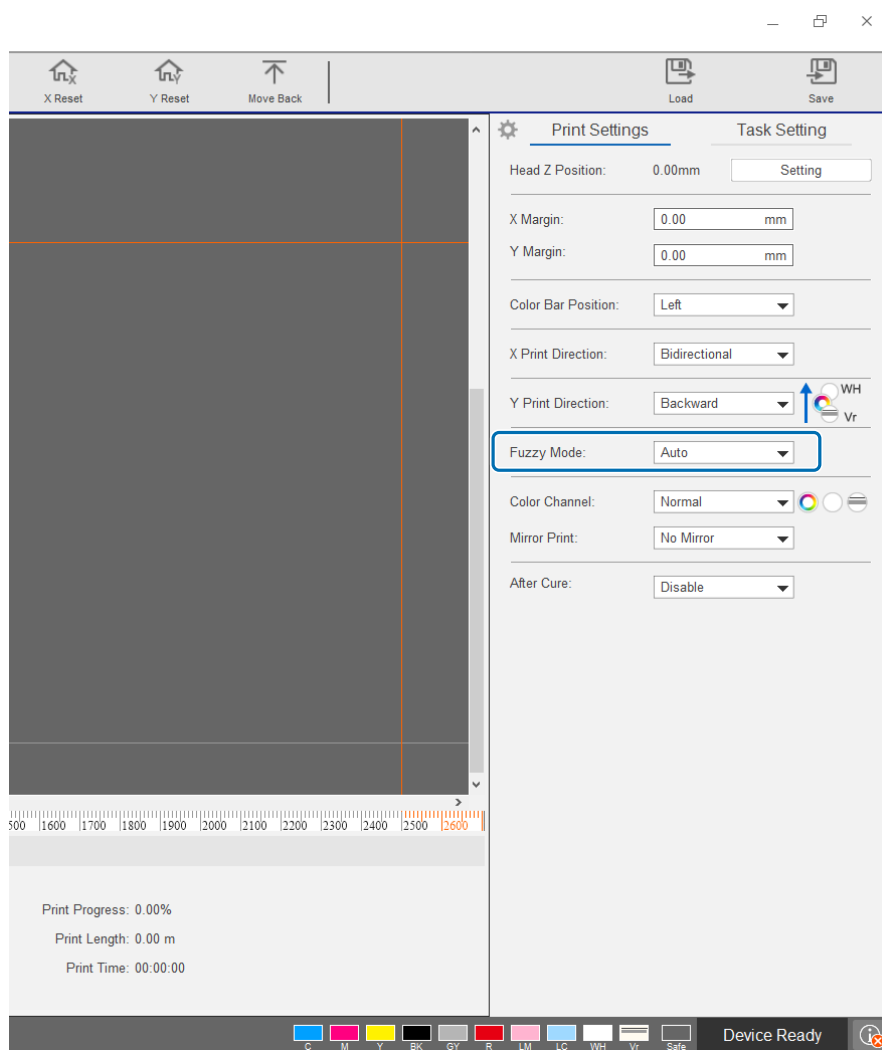 X Reset
Y Reset
Move Back
Load
Save
Print Settings
Task Setting
Head Z Position: 0.00mm Setting
X Margin: 0.00 mm
Y Margin: 0.00 mm
Color Bar Position: Left
X Print Direction: Bidirectional
Y Print Direction: Backward
WH
Vr
Fuzzy Mode: Auto
Color Channel: Normal
Mirror Print: No Mirror
After Cure: Disable
500 1600 1700 1800 1900 2000 2100 2200 2300 2400 2500 2600
Print Progress: 0.00%
Print Length: 0.00 m
Print Time: 00:00:00
C M Y BK GY R LM LC WH Vr Safe
Device Ready